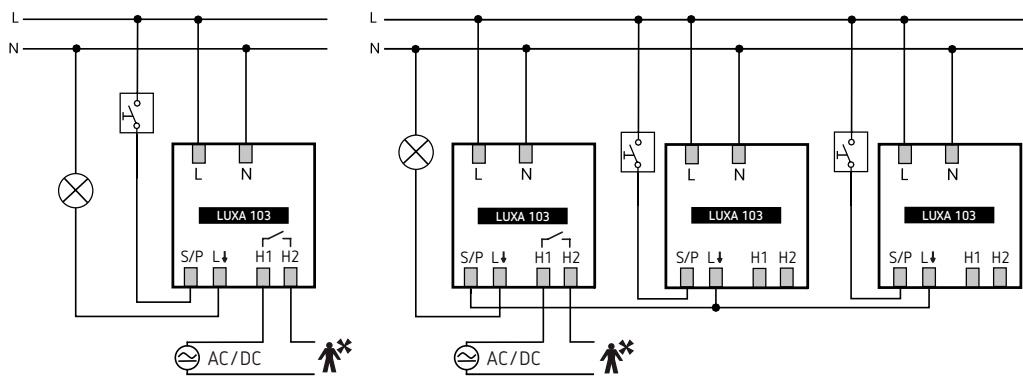 L
L
N
N
L N
L N
L N
L N
LUXA 103
LUXA 103
LUXA 103
LUXA 103
S/P L↓ H1 H2
S/P L↓ H1 H2
S/P L↓ H1 H2
S/P L↓ H1 H2
AC/DC
AC/DC